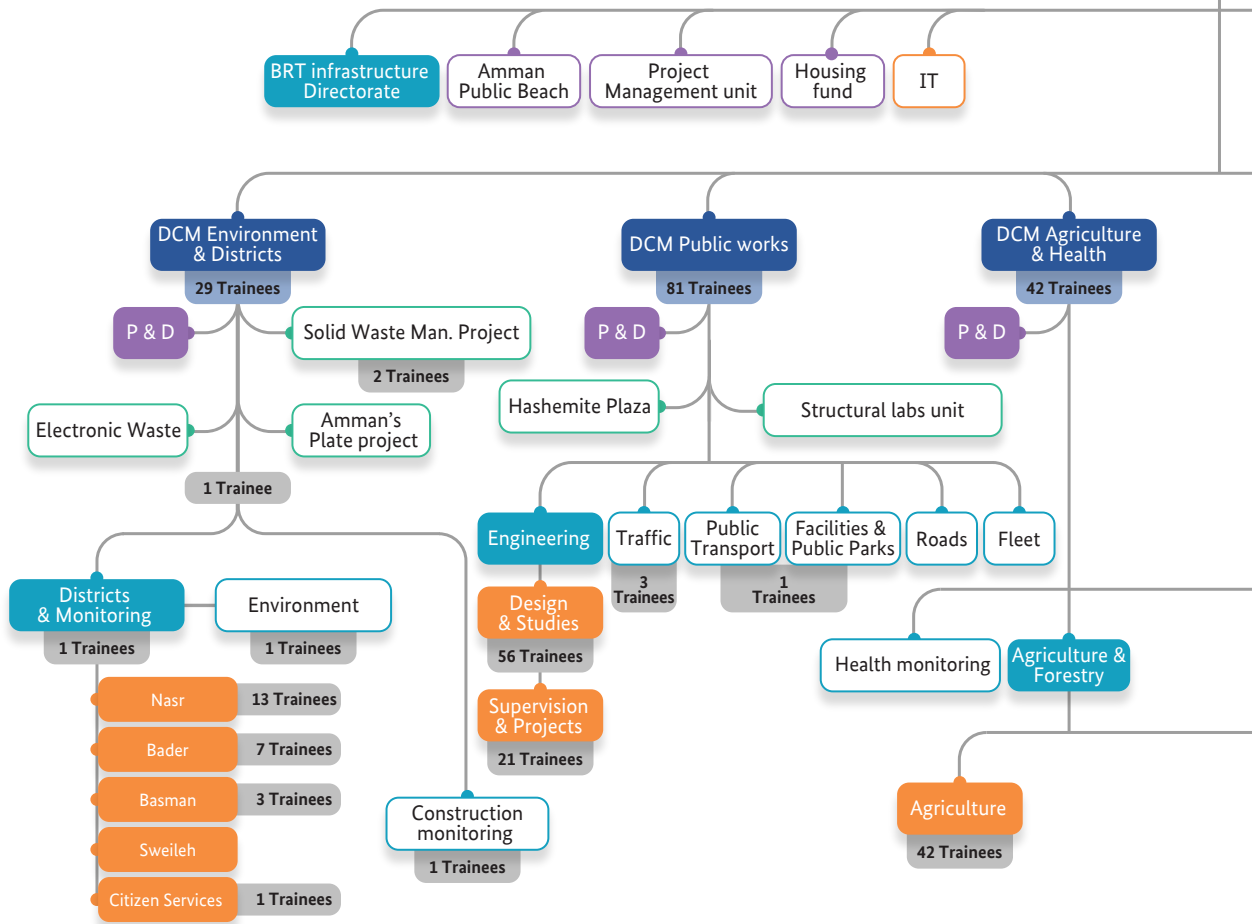 BRT infrastructure
Directorate
Amman
Public Beach
Project
Management unit
Housing
fund
IT
DCM Environment
& Districts
29 Trainees
DCM Public works
81 Trainees
DCM Agriculture
& Health
42 Trainees
P & D
Solid Waste Man. Project
2 Trainees
P & D
P & D
Electronic Waste
Amman's
Plate project
Hashemite Plaza
Structural labs unit
1 Trainee
Engineering
Traffic
3
Trainees
Public
Transport
Facilities &
Public Parks
1
Trainees
Roads
Fleet
Districts
& Monitoring
1 Trainees
Environment
1 Trainees
Design
& Studies
56 Trainees
Health monitoring
Agriculture &
Forestry
Nasr
13 Trainees
Bader
7 Trainees
Basman
3 Trainees
Sweileh
Citizen Services
1 Trainees
Supervision
& Projects
21 Trainees
Construction
monitoring
1 Trainees
Agriculture
42 Trainees